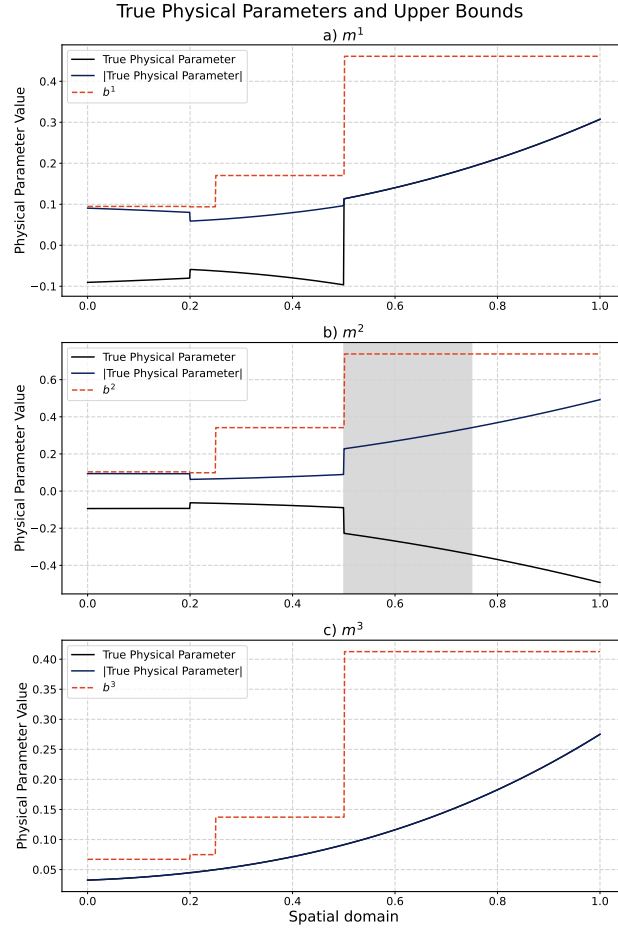 True Physical Parameters and Upper Bounds
a) m¹
Physical Parameter Value
0.4
0.3
0.2
0.1
0.0
−0.1
True Physical Parameter
|True Physical Parameter|
b¹
0.0 0.2 0.4 0.6 0.8 1.0
b) m²
Physical Parameter Value
0.6
0.4
0.2
0.0
−0.2
−0.4
True Physical Parameter
|True Physical Parameter|
b²
0.0 0.2 0.4 0.6 0.8 1.0
c) m³
Physical Parameter Value
0.40
0.35
0.30
0.25
0.20
0.15
0.10
0.05
True Physical Parameter
|True Physical Parameter|
b³
0.0 0.2 0.4 0.6 0.8 1.0
Spatial domain